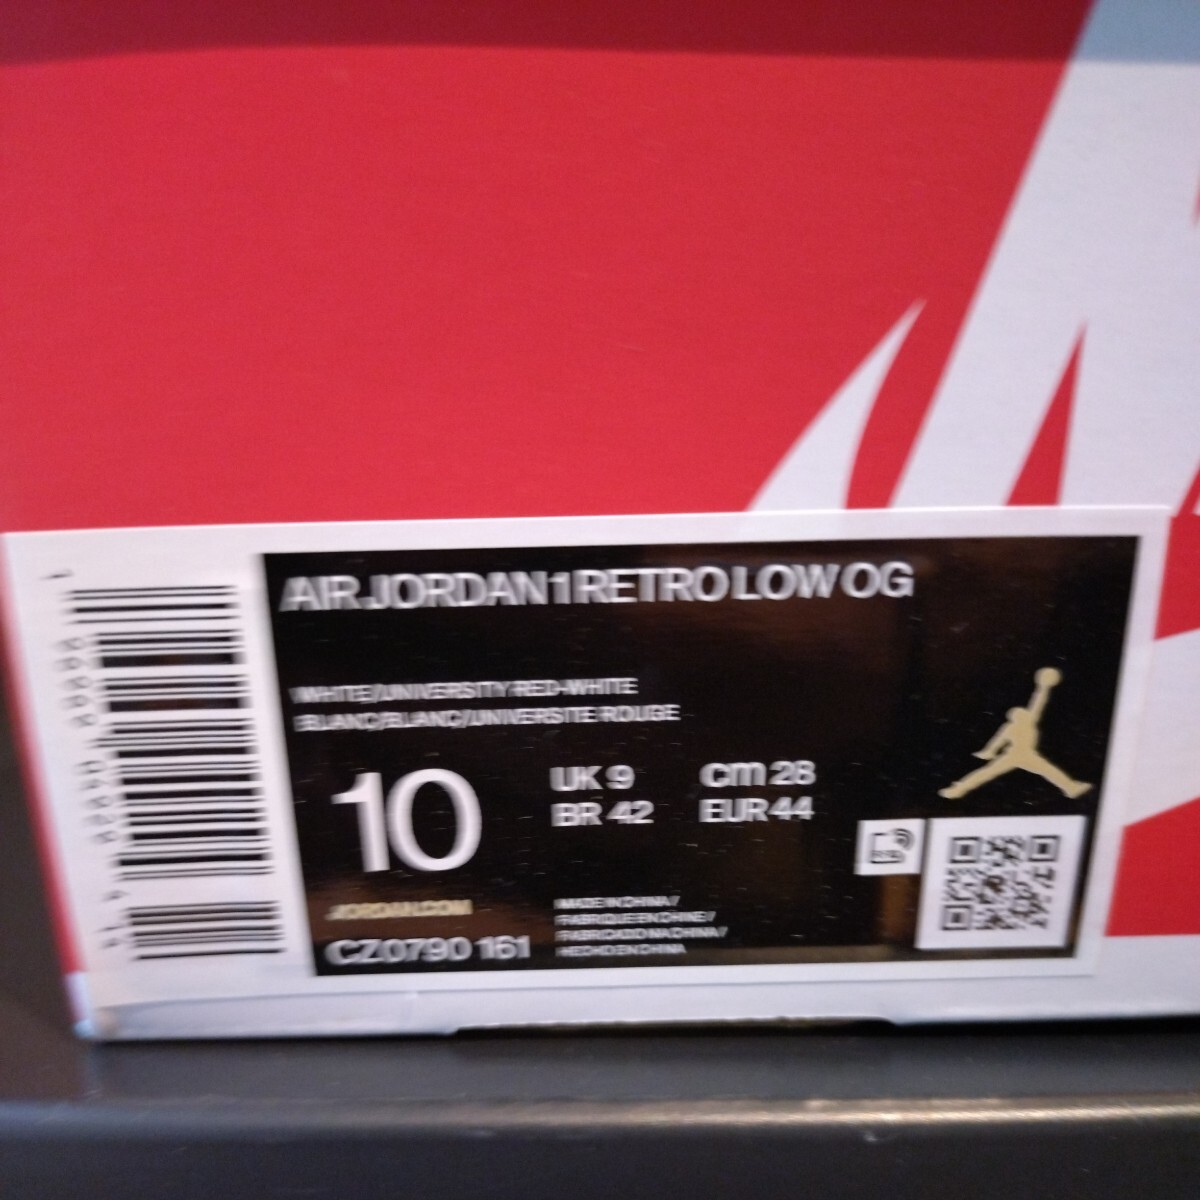 AIR JORDAN 1 RETRO LOW OG
WHITE/UNIVERSITY RED-WHITE
BLANC/BLANC/UNIVERSITE ROUGE
10
UK 9 cm 28
BR 42 EUR 44
JORDAN.COM
CZ0790 161
MADE IN CHINA /
FABRIQUE EN CHINE /
FABRICADO NA CHINA /
HECHO EN CHINA